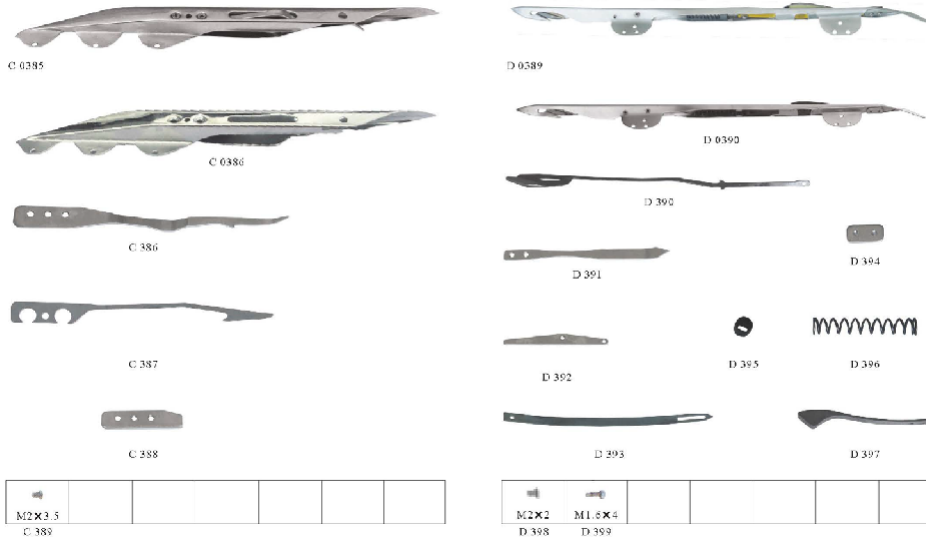 C 0385
C 0386
C 386
C 387
C 388
M2×3.5
C 389
D 0389
D 0390
D 390
D 391
D 394
D 392
D 395
D 396
D 393
D 397
M2×2 M1.6×4
D 398 D 399